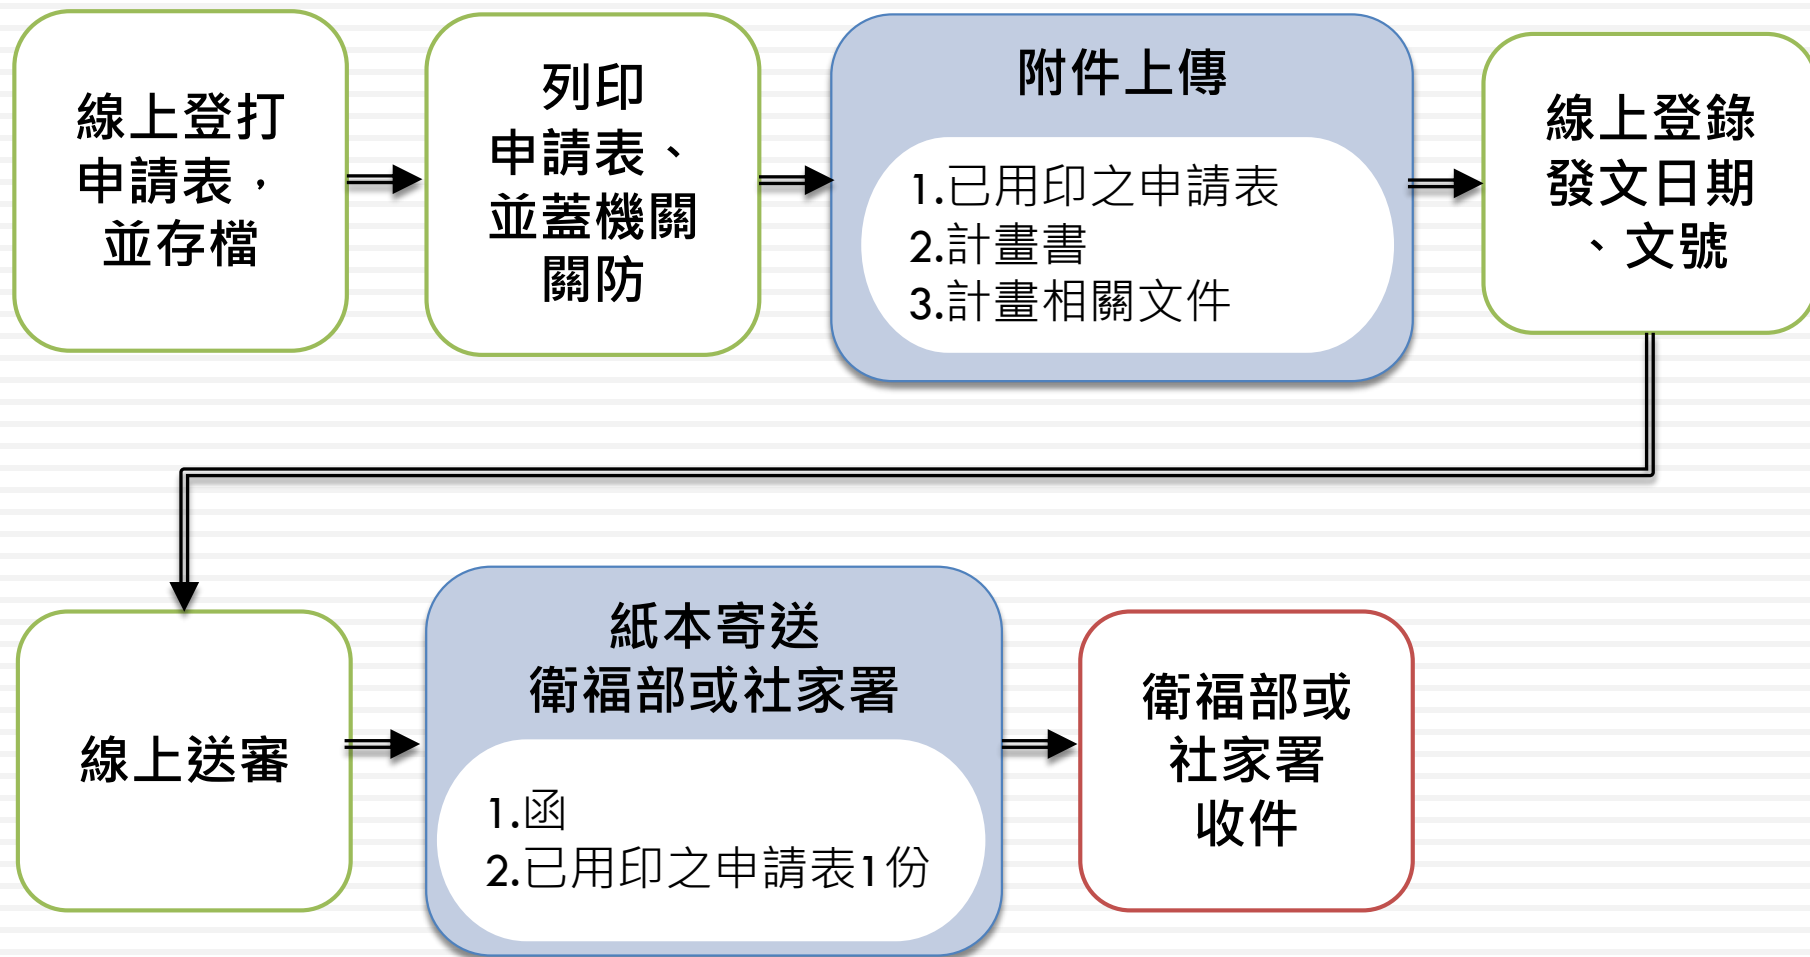 線上登打
申請表，
並存檔
列印
申請表、
並蓋機關
關防
附件上傳
1.已用印之申請表
2.計畫書
3.計畫相關文件
線上登錄
發文日期
、文號
線上送審
紙本寄送
衛福部或社家署
1.函
2.已用印之申請表1份
衛福部或
社家署
收件